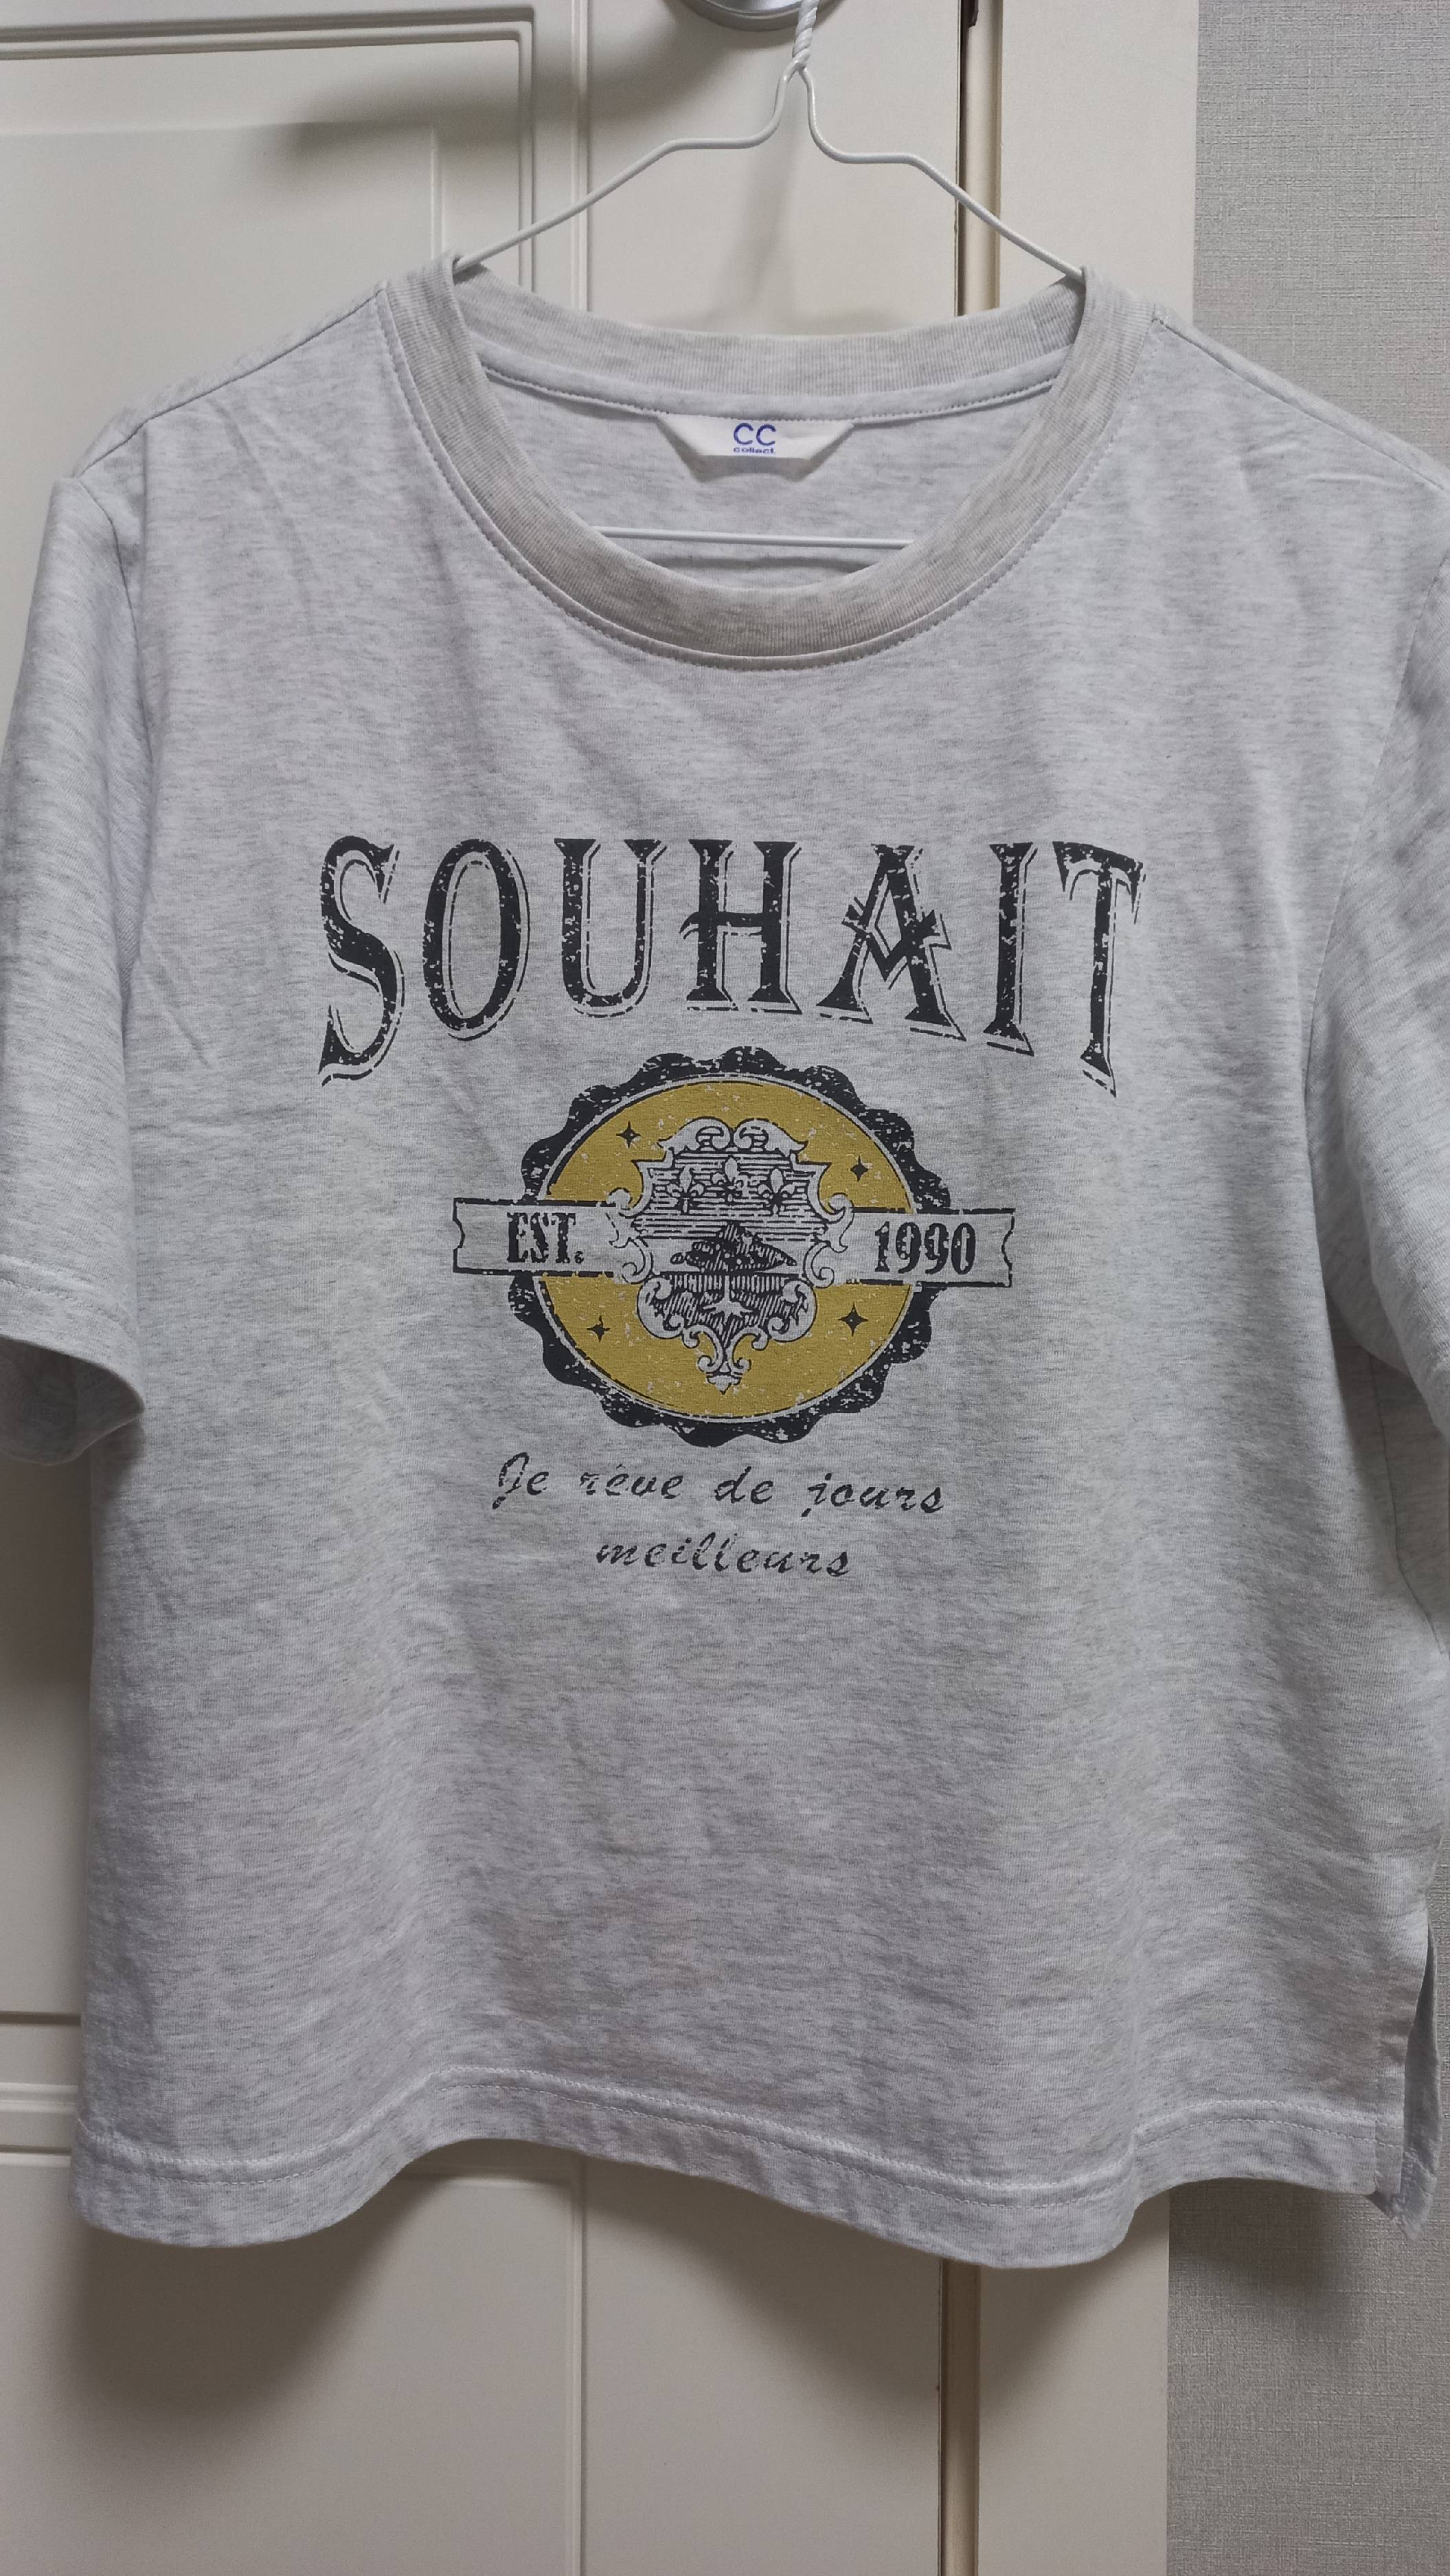 CC
collect.
SOUHAIT
EST. 1990
Je rêve de jours
meilleurs